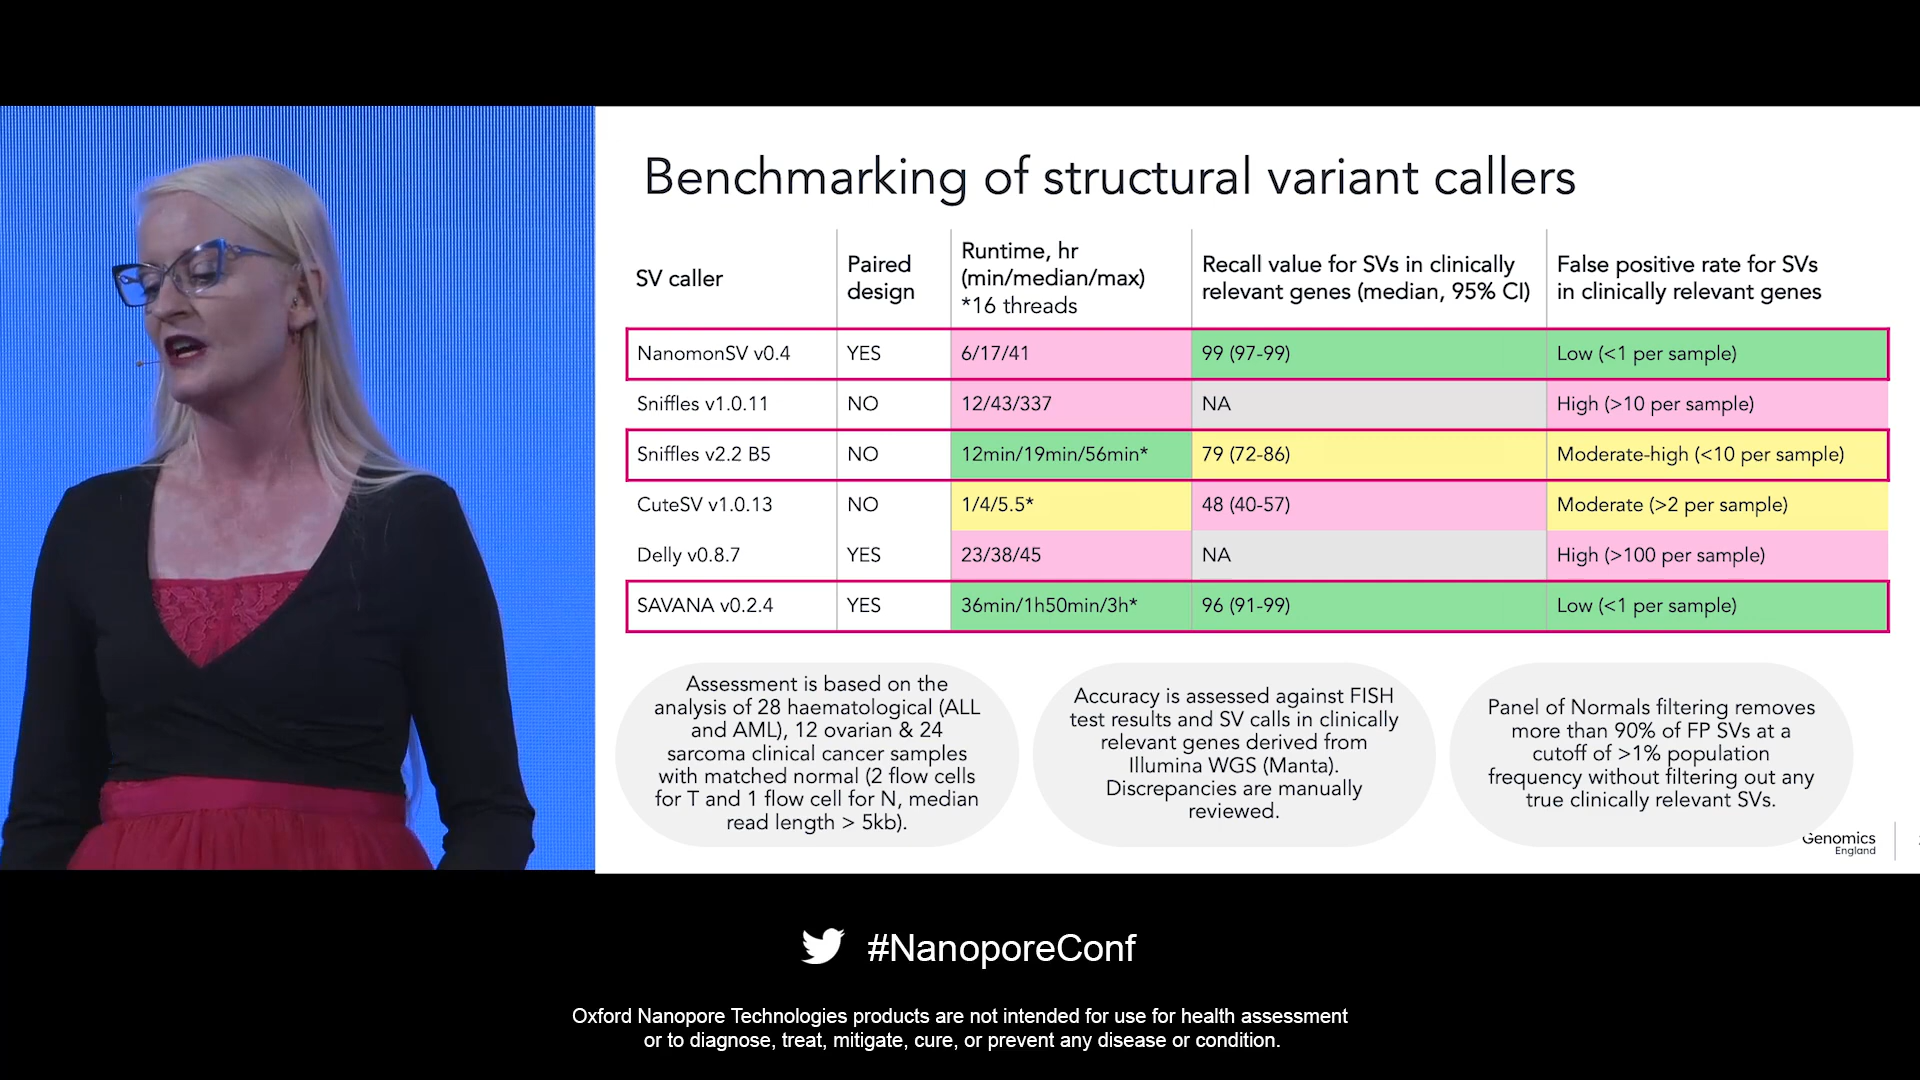 Benchmarking of structural variant callers
SV caller
Paired
design
Runtime, hr
(min/median/max)
*16 threads
Recall value for SVs in clinically
relevant genes (median, 95% CI)
False positive rate for SVs
in clinically relevant genes
NanomonSV v0.4 YES 6/17/41 99 (97-99) Low (<1 per sample)
Sniffles v1.0.11 NO 12/43/337 NA High (>10 per sample)
Sniffles v2.2 B5 NO 12min/19min/56min* 79 (72-86) Moderate-high (<10 per sample)
CuteSV v1.0.13 NO 1/4/5.5* 48 (40-57) Moderate (>2 per sample)
Delly v0.8.7 YES 23/38/45 NA High (>100 per sample)
SAVANA v0.2.4 YES 36min/1h50min/3h* 96 (91-99) Low (<1 per sample)
Assessment is based on the
analysis of 28 haematological (ALL
and AML), 12 ovarian & 24
sarcoma clinical cancer samples
with matched normal (2 flow cells
for T and 1 flow cell for N, median
read length > 5kb).
Accuracy is assessed against FISH
test results and SV calls in clinically
relevant genes derived from
Illumina WGS (Manta).
Discrepancies are manually
reviewed.
Panel of Normals filtering removes
more than 90% of FP SVs at a
cutoff of >1% population
frequency without filtering out any
true clinically relevant SVs.
Genomics
England
#NanoporeConf
Oxford Nanopore Technologies products are not intended for use for health assessment
or to diagnose, treat, mitigate, cure, or prevent any disease or condition.